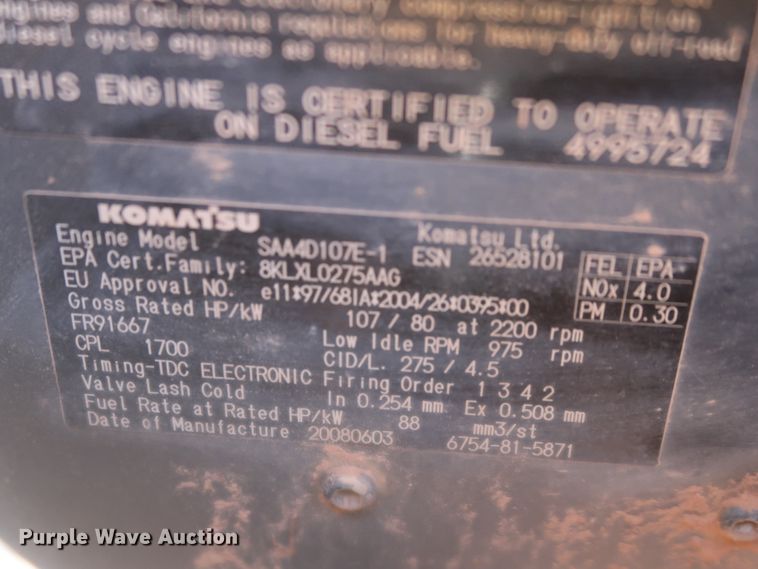 engines and California regulations for heavy-duty off-road
diesel cycle engines as applicable.
THIS ENGINE IS CERTIFIED TO OPERATE
ON DIESEL FUEL 4995724
KOMATSU Komatsu Ltd.
Engine Model SAA4D107E-1 ESN 26528101
EPA Cert.Family: 8KLXL0275AAG
EU Approval NO. e11*97/68IA*2004/26*0395*00
FEL EPA
NOx 4.0
PM 0.30
Gross Rated HP/kW 107 / 80 at 2200 rpm
FR91667 Low Idle RPM 975 rpm
CPL 1700 CID/L. 275 / 4.5
Timing-TDC ELECTRONIC Firing Order 1 3 4 2
Valve Lash Cold In 0.254 mm Ex 0.508 mm
Fuel Rate at Rated HP/kW 88 mm3/st
Date of Manufacture 20080603 6754-81-5871
Purple Wave Auction